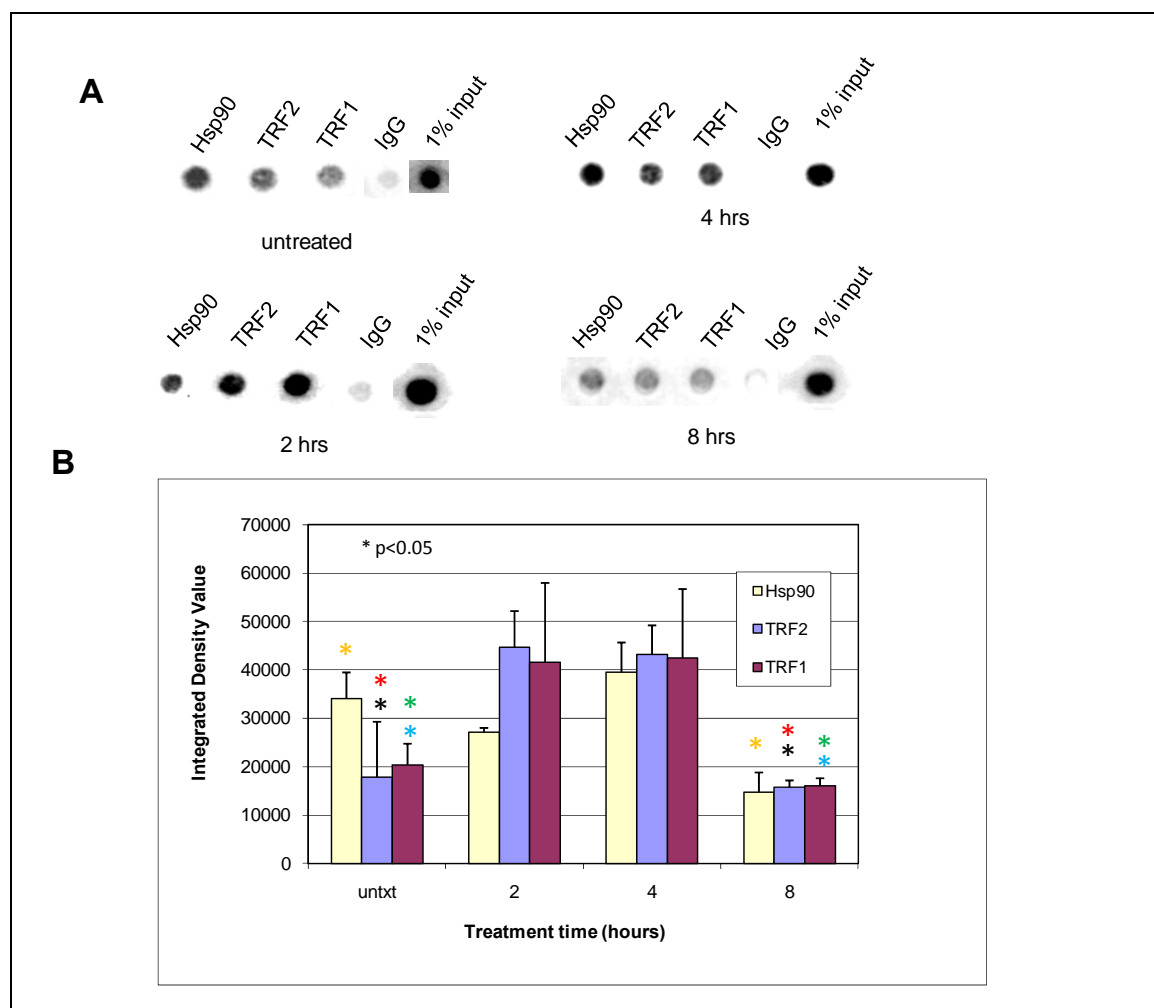 A
Hsp90 TRF2 TRF1 IgG 1% input
untreated
Hsp90 TRF2 TRF1 IgG 1% input
4 hrs
Hsp90 TRF2 TRF1 IgG 1% input
2 hrs
Hsp90 TRF2 TRF1 IgG 1% input
8 hrs
B
Integrated Density Value
70000
60000
50000
40000
30000
20000
10000
0
* p<0.05
Hsp90
TRF2
TRF1
*
* *
* *
*
* *
* *
untxt 2 4 8
Treatment time (hours)